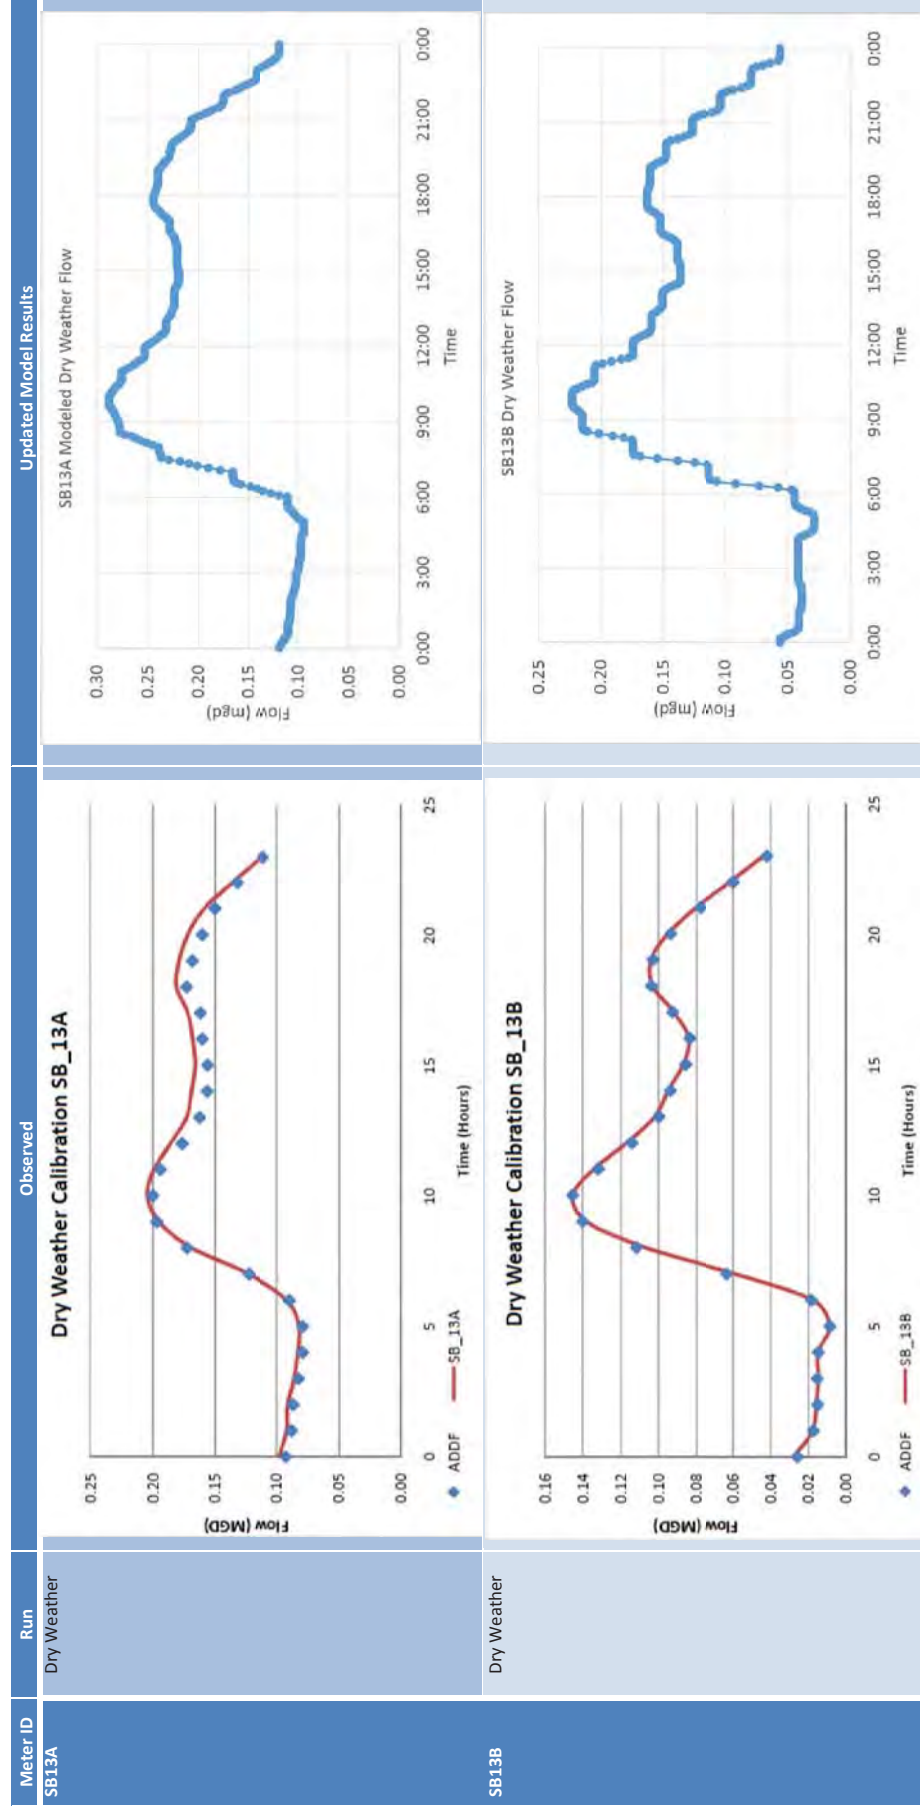 Meter ID
Run
Observed
Updated Model Results
SB13A
Dry Weather
Dry Weather Calibration SB_13A
Flow (MGD)
0.25
0.20
0.15
0.10
0.05
0.00
0
5
10
15
20
25
Time (Hours)
ADDF
SB_13A
SB13A Modeled Dry Weather Flow
Flow (mgd)
0.30
0.25
0.20
0.15
0.10
0.05
0.00
0:00
3:00
6:00
9:00
12:00
15:00
18:00
21:00
0:00
Time
SB13B
Dry Weather
Dry Weather Calibration SB_13B
Flow (MGD)
0.16
0.14
0.12
0.10
0.08
0.06
0.04
0.02
0.00
0
5
10
15
20
25
Time (Hours)
ADDF
SB_13B
SB13B Dry Weather Flow
Flow (mgd)
0.25
0.20
0.15
0.10
0.05
0.00
0:00
3:00
6:00
9:00
12:00
15:00
18:00
21:00
0:00
Time